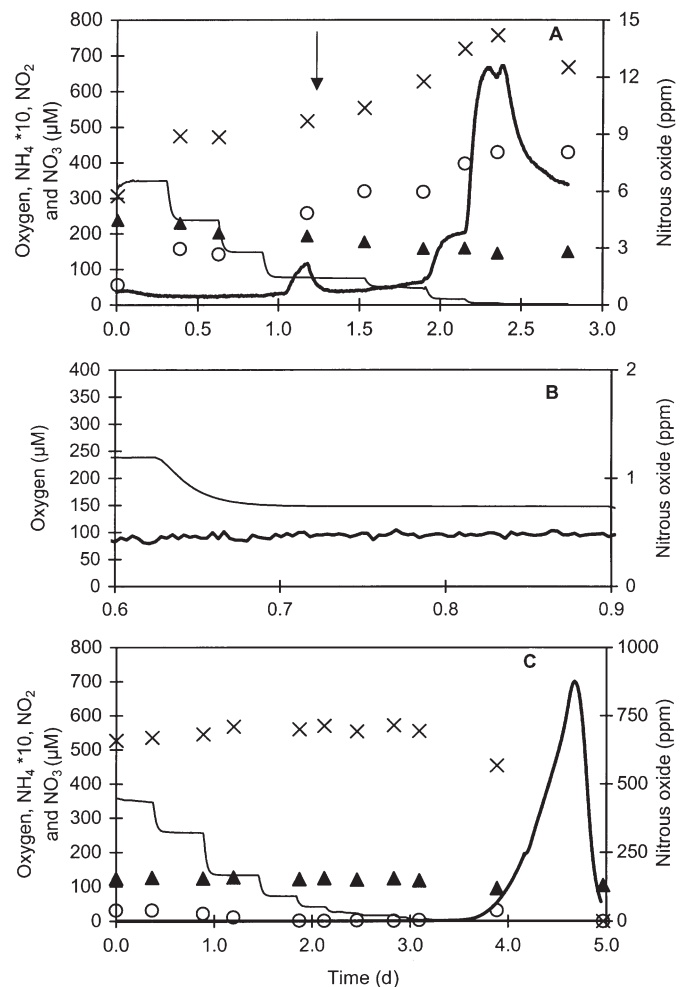 A
Oxygen, NH4 *10, NO2
and NO3 (µM)
800
700
600
500
400
300
200
100
0
15
12
9
6
3
0
Nitrous oxide (ppm)
0.0 0.5 1.0 1.5 2.0 2.5 3.0
B
Oxygen (µM)
400
350
300
250
200
150
100
50
0
2
1
0
Nitrous oxide (ppm)
0.6 0.7 0.8 0.9
C
Oxygen, NH4 *10, NO2
and NO3 (µM)
800
700
600
500
400
300
200
100
0
1000
750
500
250
0
Nitrous oxide (ppm)
0.0 1.0 2.0 3.0 4.0 5.0
Time (d)